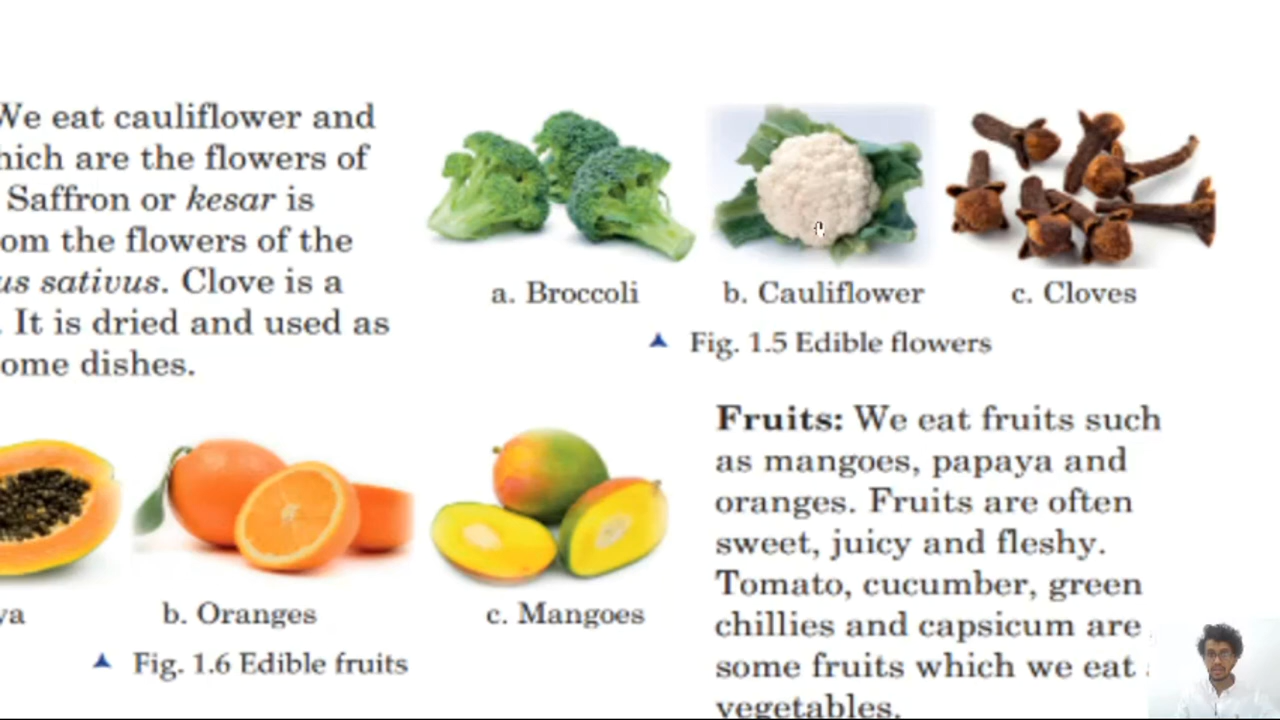 We eat cauliflower and
hich are the flowers of
Saffron or kesar is
om the flowers of the
us sativus. Clove is a
. It is dried and used as
ome dishes.
a. Broccoli
b. Cauliflower
c. Cloves
Fig. 1.5 Edible flowers
ya
b. Oranges
c. Mangoes
Fig. 1.6 Edible fruits
Fruits: We eat fruits such
as mangoes, papaya and
oranges. Fruits are often
sweet, juicy and fleshy.
Tomato, cucumber, green
chillies and capsicum are
some fruits which we eat
vegetables.